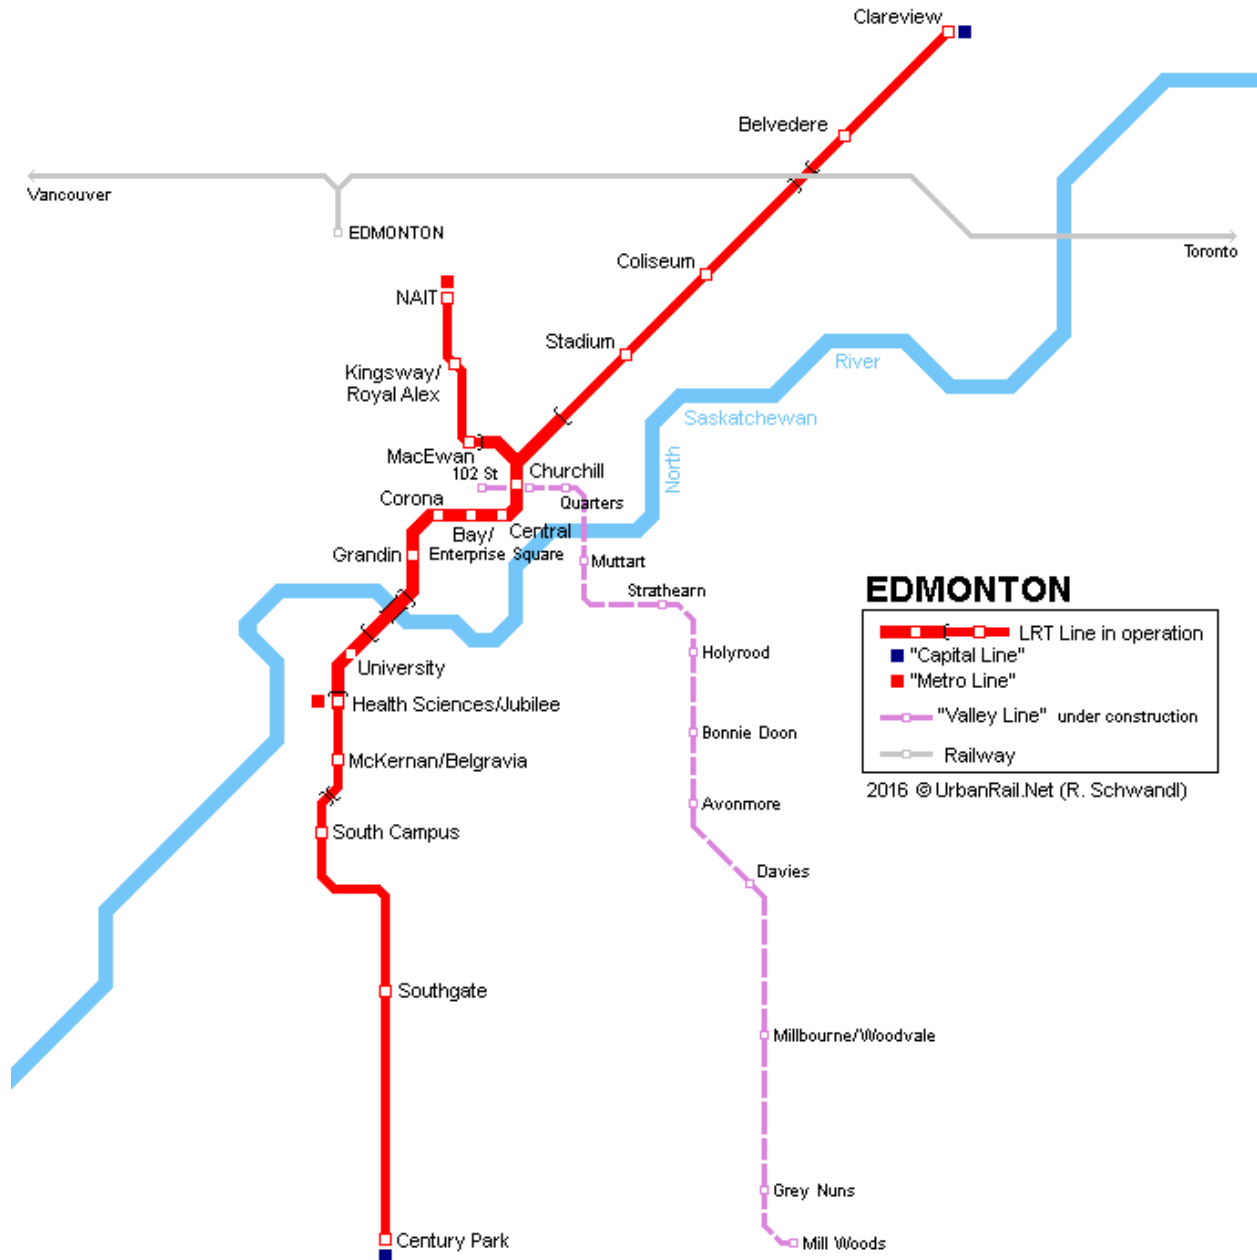 Clareview
Belvedere
Vancouver
EDMONTON
Toronto
Coliseum
NAIT
Stadium
River
Kingsway/
Royal Alex
Saskatchewan
North
MacEwan
102 St
Churchill
Corona
Quarters
Bay/
Central
Grandin
Enterprise Square
Muttart
Strathearn
Holyrood
University
Health Sciences/Jubilee
Bonnie Doon
McKernan/Belgravia
Avonmore
South Campus
Davies
Southgate
Millbourne/Woodvale
Grey Nuns
Century Park
Mill Woods
EDMONTON
LRT Line in operation
"Capital Line"
"Metro Line"
"Valley Line" under construction
Railway
2016 © UrbanRail.Net (R. Schwandl)